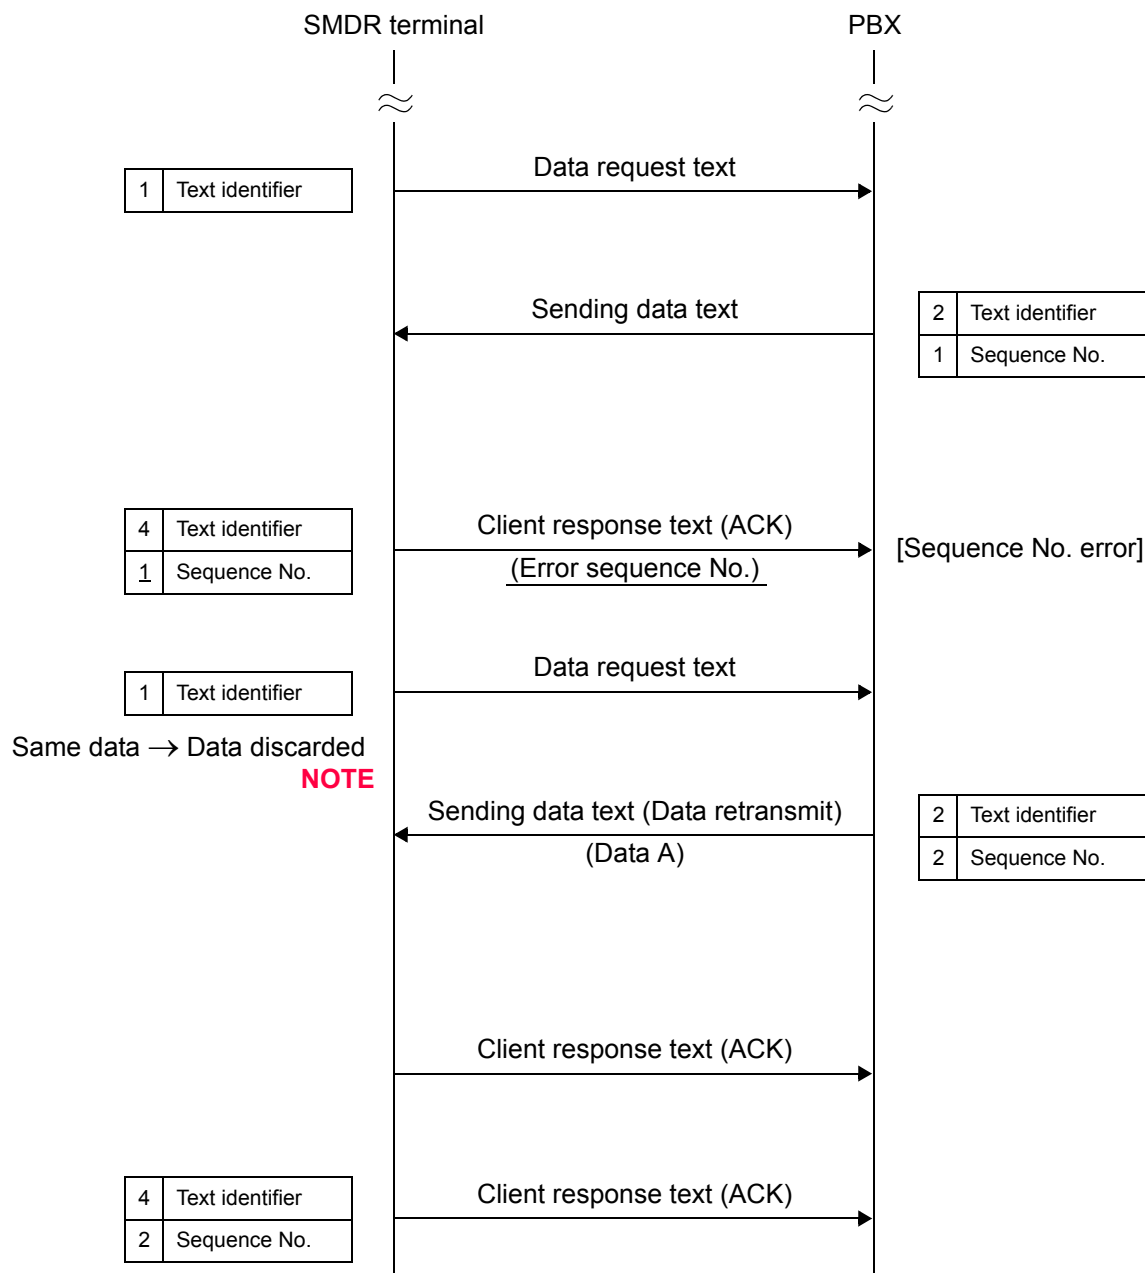 SMDR terminal
PBX
Data request text
1 Text identifier
Sending data text
2 Text identifier
1 Sequence No.
4 Text identifier
1 Sequence No.
Client response text (ACK)
(Error sequence No.)
[Sequence No. error]
Data request text
1 Text identifier
Same data → Data discarded
NOTE
Sending data text (Data retransmit)
(Data A)
2 Text identifier
2 Sequence No.
Client response text (ACK)
Client response text (ACK)
4 Text identifier
2 Sequence No.